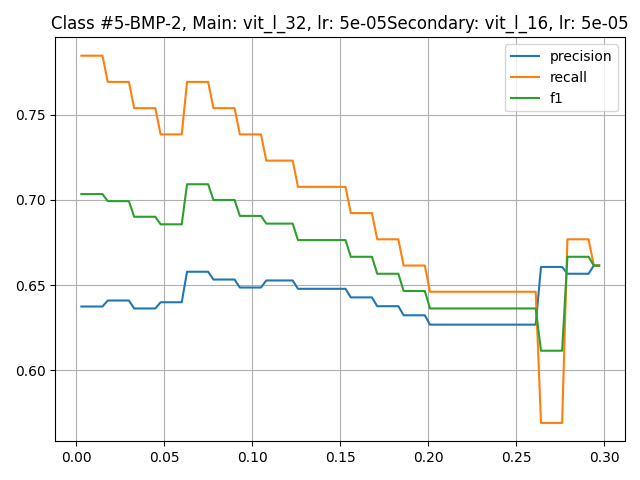 Class #5-BMP-2, Main: vit_l_32, lr: 5e-05Secondary: vit_l_16, lr: 5e-05
precision
recall
f1
0.75
0.70
0.65
0.60
0.00 0.05 0.10 0.15 0.20 0.25 0.30